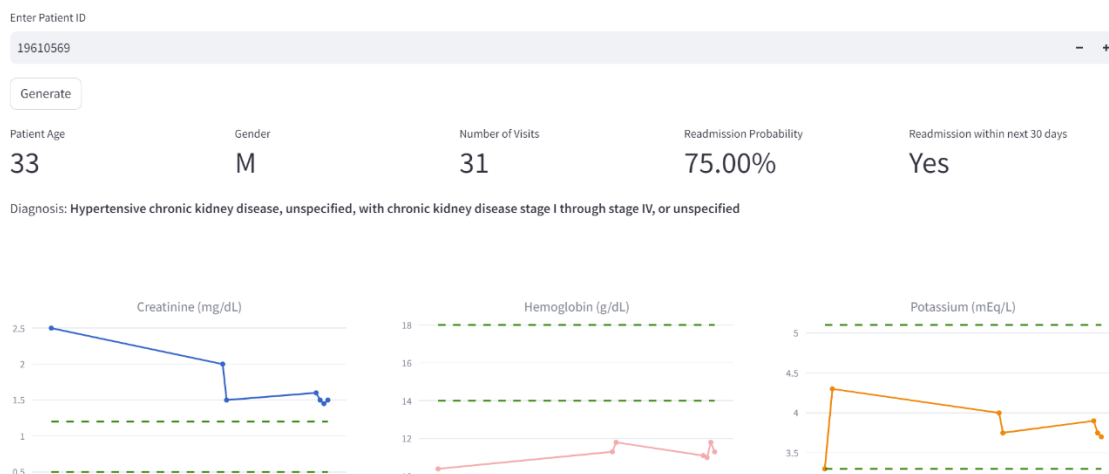 Enter Patient ID
19610569
Generate
Patient Age
Gender
Number of Visits
Readmission Probability
Readmission within next 30 days
33
M
31
75.00%
Yes
Diagnosis: Hypertensive chronic kidney disease, unspecified, with chronic kidney disease stage I through stage IV, or unspecified
Creatinine (mg/dL)
2.5
2
1.5
1
0.5
Hemoglobin (g/dL)
18
16
14
12
Potassium (mEq/L)
5
4.5
4
3.5